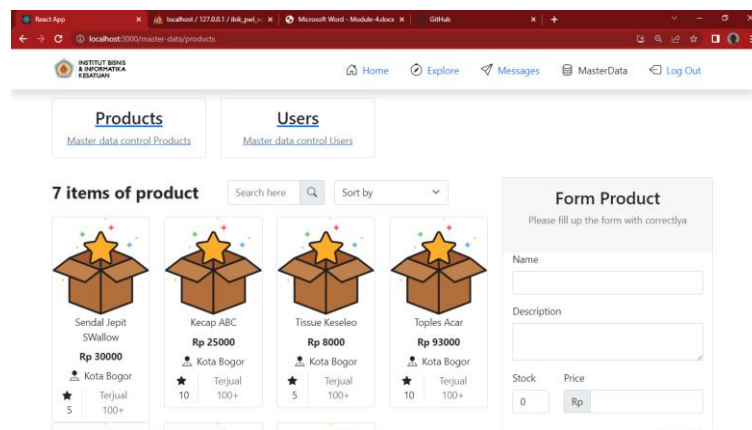 React App
localhost / 127.0.0.1 / ibik_pwl_s
Microsoft Word - Module-4.docx
GitHub
localhost:3000/master-data/products
INSTITUT BISNIS
& INFORMATIKA
KESATUAN
Home
Explore
Messages
MasterData
Log Out
Products
Master data control Products
Users
Master data control Users
7 items of product
Search here
Sort by
Sendal Jepit
SWallow
Rp 30000
Kota Bogor
5
Terjual
100+
Kecap ABC
Rp 25000
Kota Bogor
10
Terjual
100+
Tissue Keseleo
Rp 8000
Kota Bogor
5
Terjual
100+
Toples Acar
Rp 93000
Kota Bogor
10
Terjual
100+
Form Product
Please fill up the form with correctlya
Name
Description
Stock
Price
0
Rp